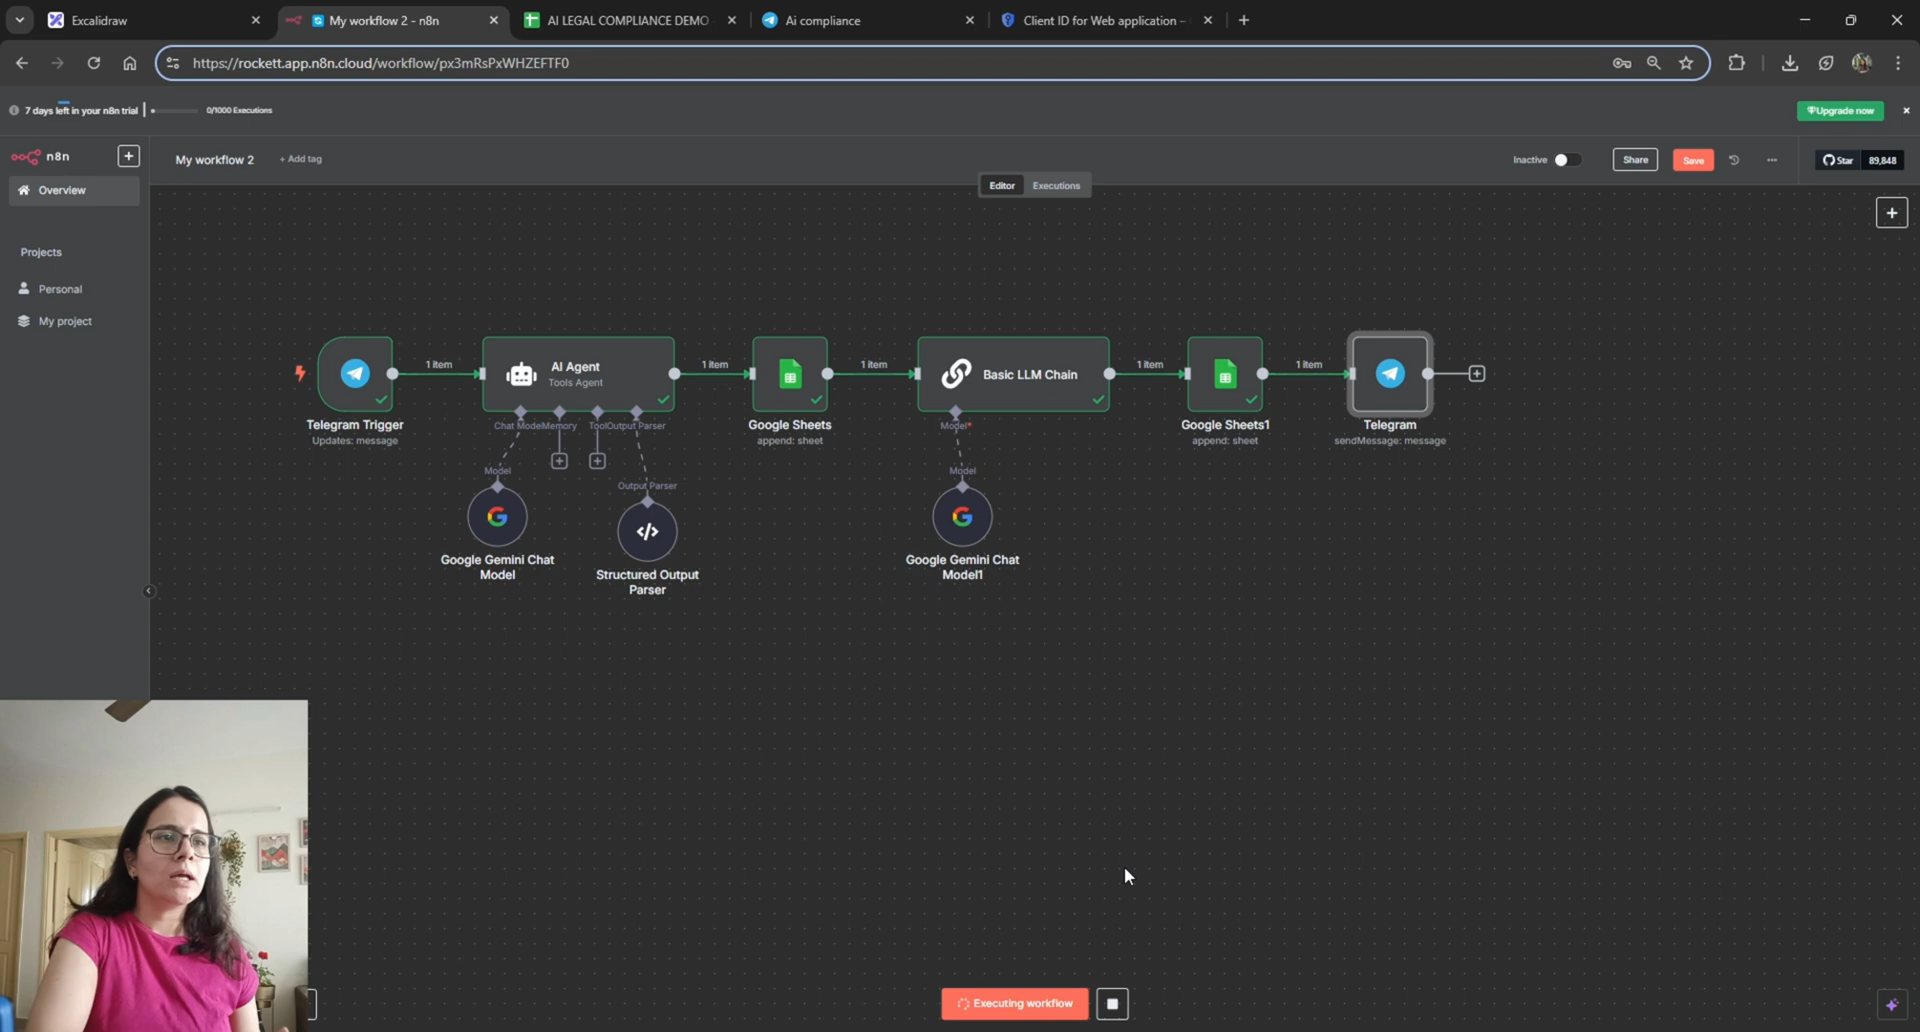 Excalidraw
My workflow 2 - n8n
AI LEGAL COMPLIANCE DEMO
Ai compliance
Client ID for Web application –
https://rockett.app.n8n.cloud/workflow/px3mRsPxWHZEFTF0
7 days left in your n8n trial
0/1000 Executions
Upgrade now
n8n
My workflow 2
+ Add tag
Inactive
Share
Save
Star
89,848
Editor
Executions
Overview
Projects
Personal
My project
1 item
1 item
1 item
1 item
1 item
AI Agent
Tools Agent
Basic LLM Chain
Telegram Trigger
Updates: message
Chat Model
Memory
Tool
Output Parser
Google Sheets
append: sheet
Model*
Google Sheets1
append: sheet
Telegram
sendMessage: message
Model
Output Parser
Model
Google Gemini Chat
Model
Structured Output
Parser
Google Gemini Chat
Model1
Executing workflow